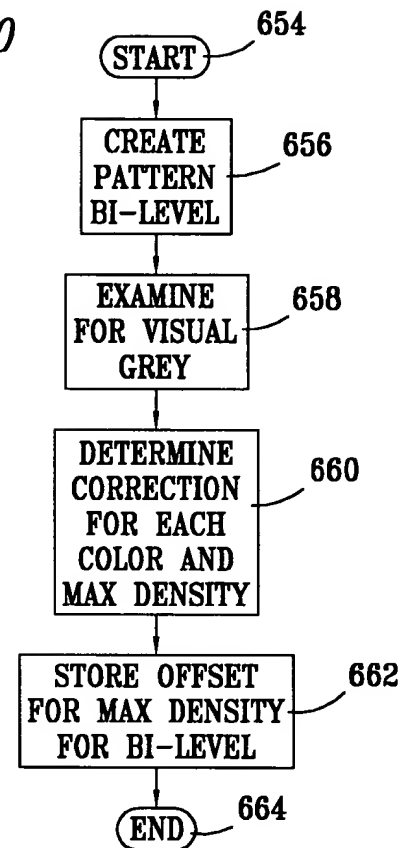 START
654
CREATE
PATTERN
BI-LEVEL
656
EXAMINE
FOR VISUAL
GREY
658
DETERMINE
CORRECTION
FOR EACH
COLOR AND
MAX DENSITY
660
STORE OFFSET
FOR MAX DENSITY
FOR BI-LEVEL
662
END
664